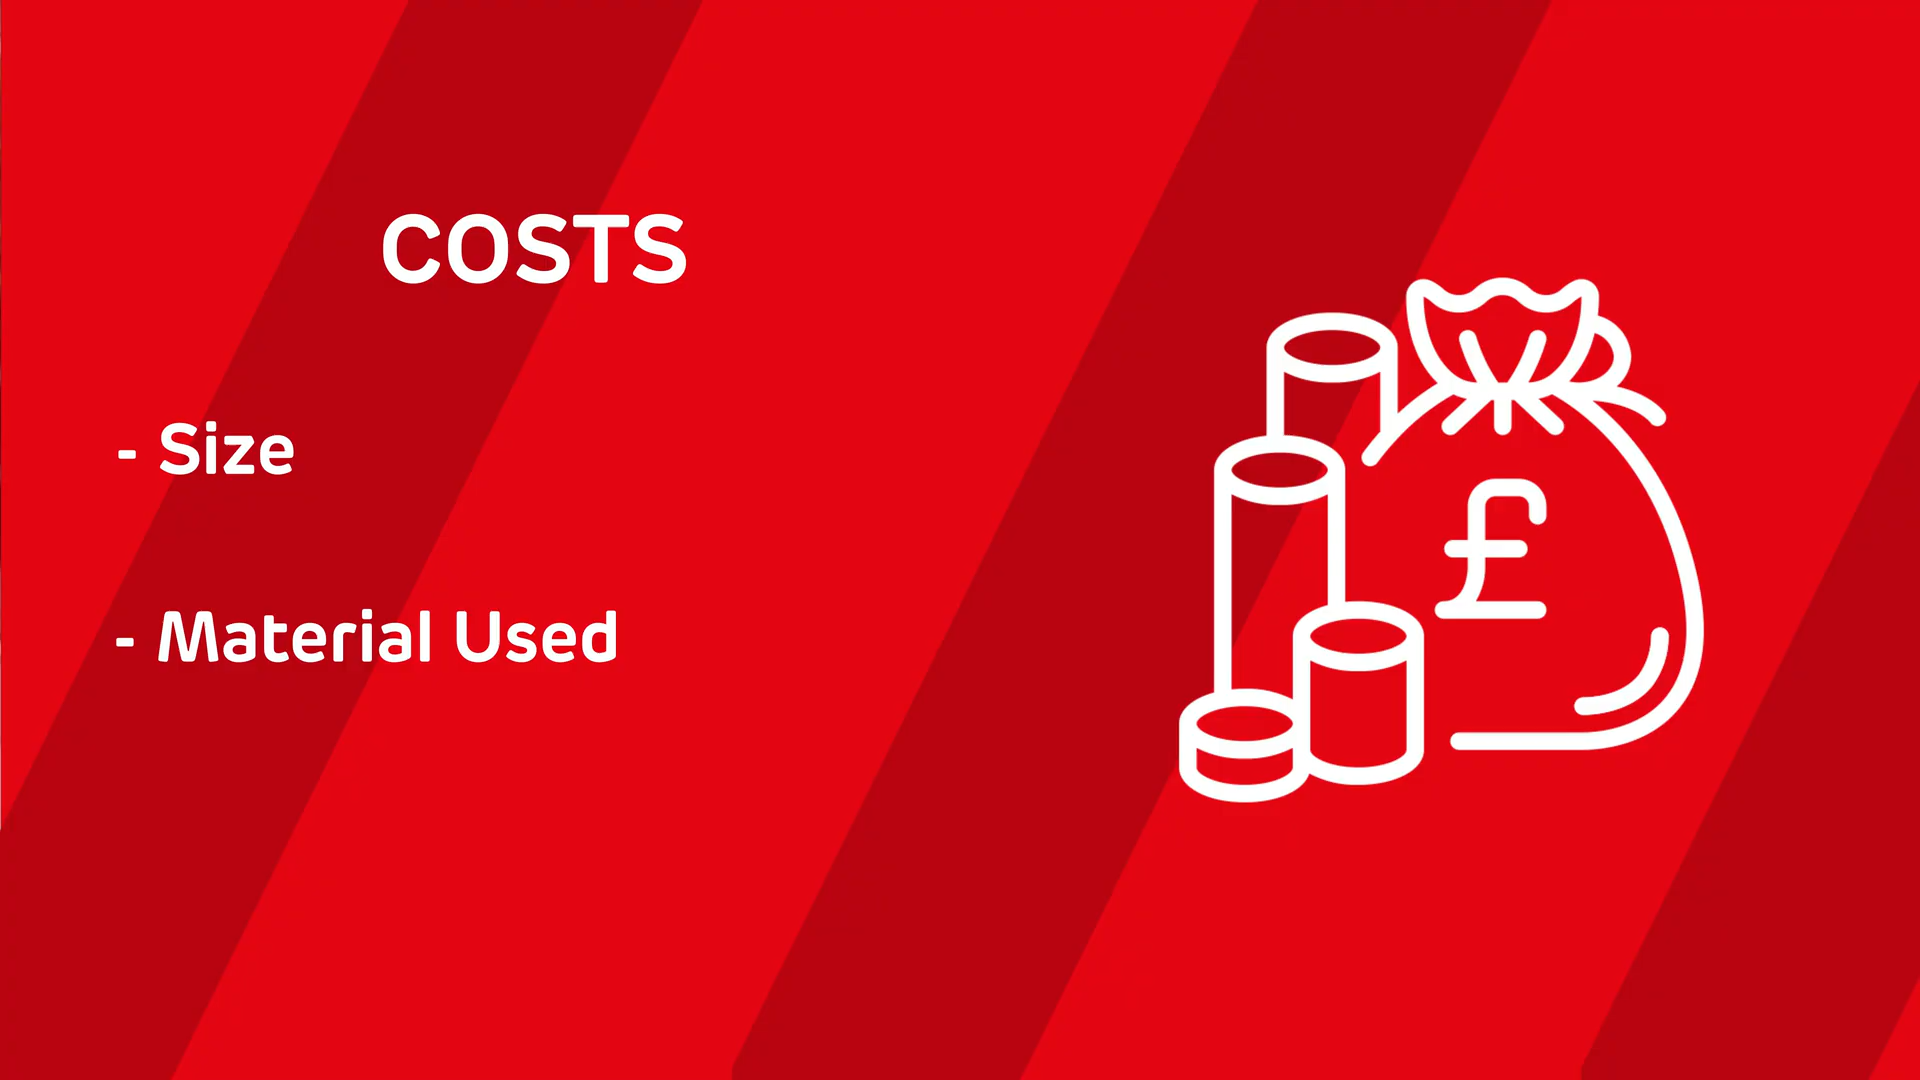 COSTS
- Size
- Material Used
£